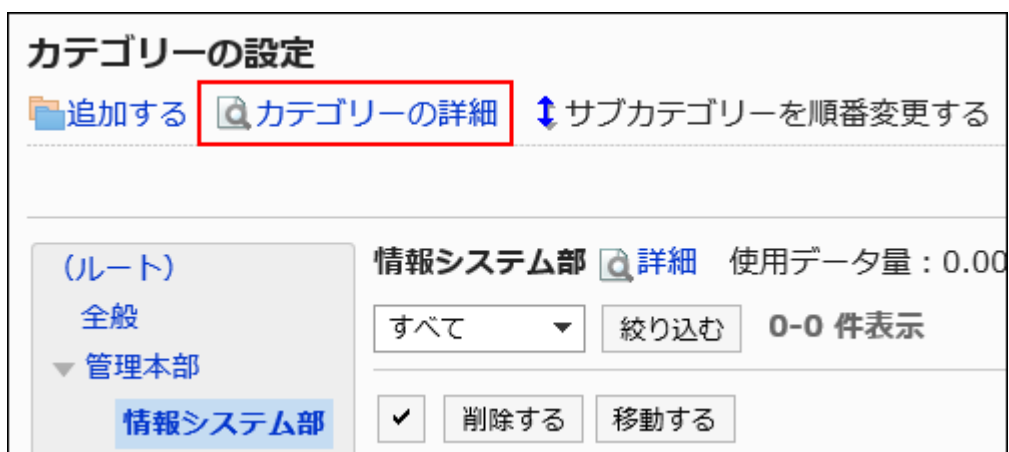 カテゴリーの設定
追加する カテゴリーの詳細 サブカテゴリーを順番変更する
(ルート)
全般
管理本部
情報システム部
情報システム部 詳細 使用データ量：0.00
すべて 絞り込む 0-0 件表示
削除する 移動する